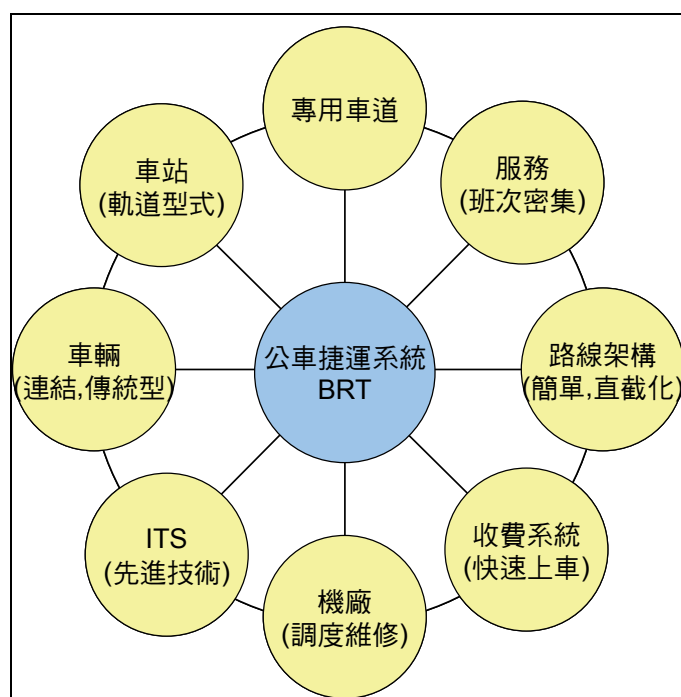 專用車道
車站
(軌道型式)
服務
(班次密集)
車輛
(連結,傳統型)
公車捷運系統
BRT
路線架構
(簡單,直截化)
ITS
(先進技術)
收費系統
(快速上車)
機廠
(調度維修)